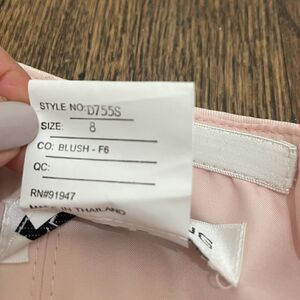 STYLE NO: D755S
SIZE: 8
CO: BLUSH - F6
QC:
RN#91947
MADE IN THAILAND